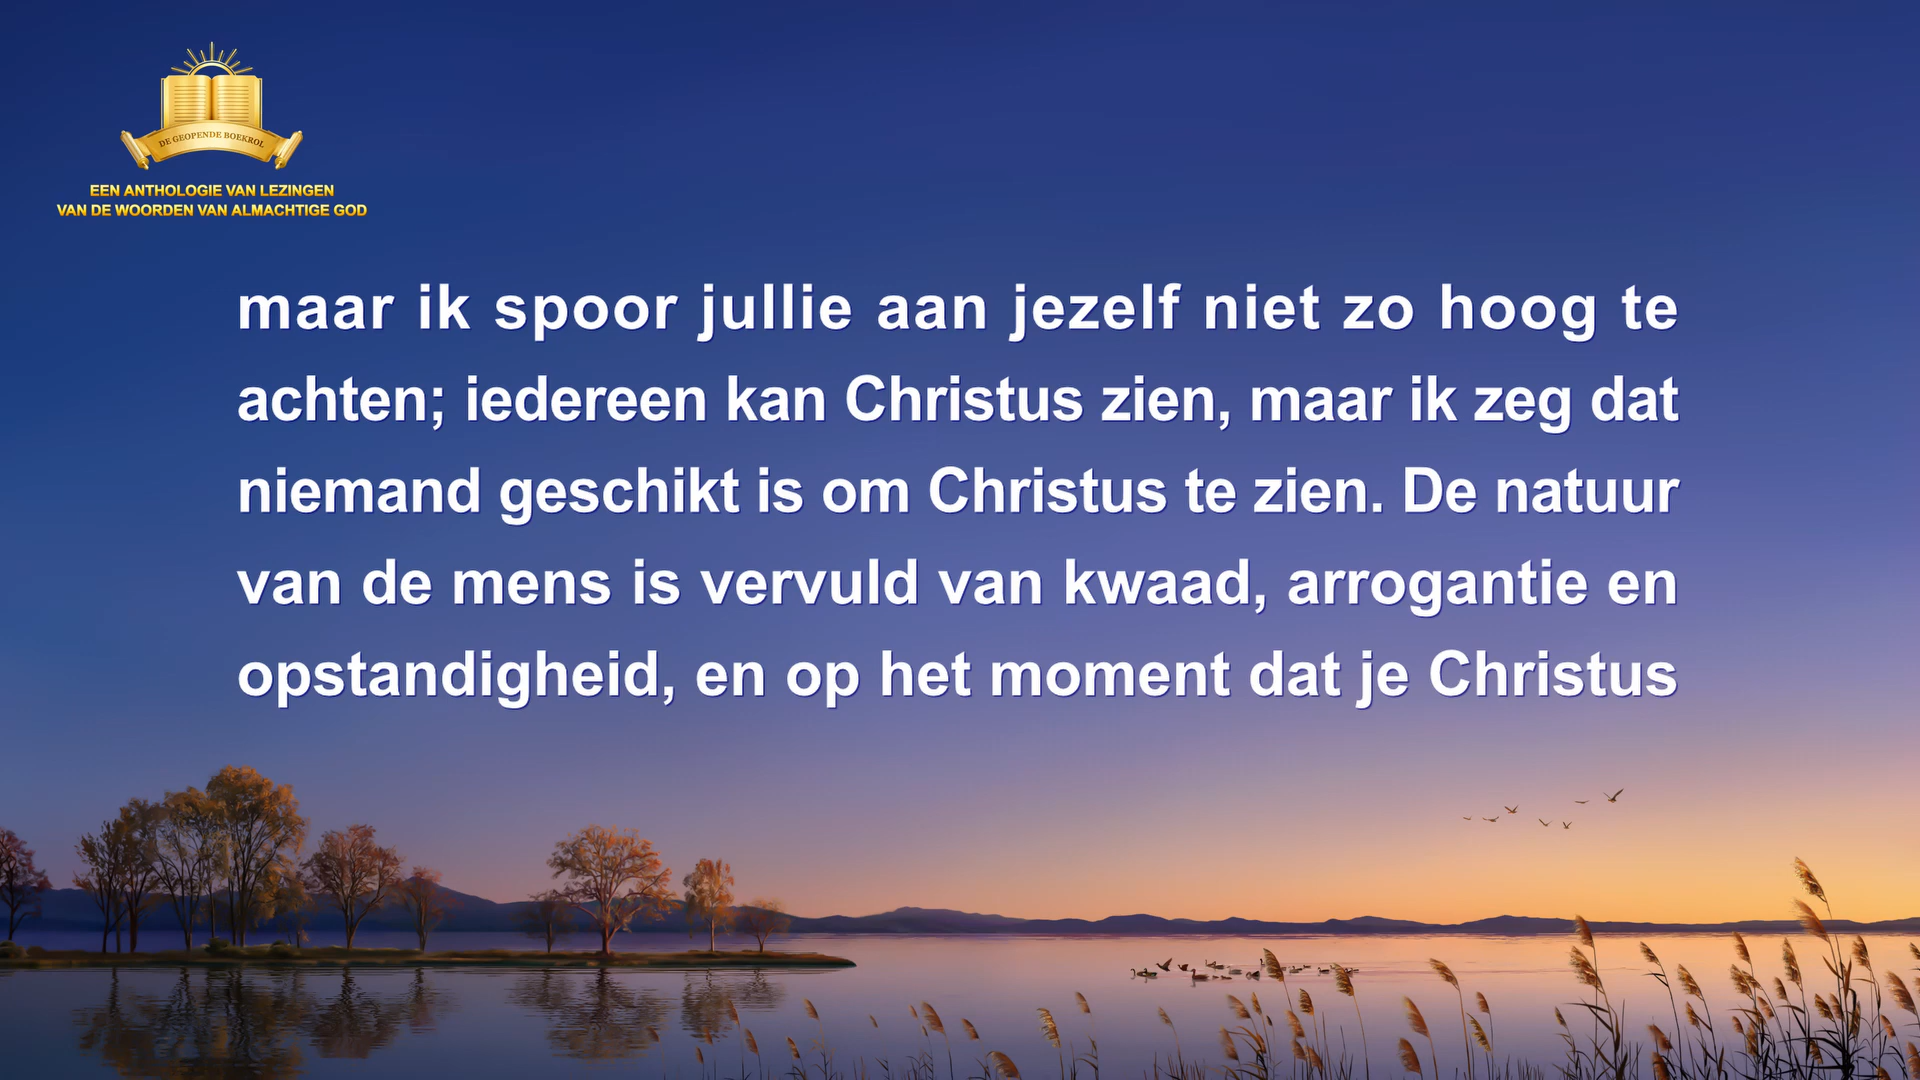 DE GEOPENDE BOEKROL
EEN ANTHOLOGIE VAN LEZINGEN
VAN DE WOORDEN VAN ALMACHTIGE GOD
maar ik spoor jullie aan jezelf niet zo hoog te
achten; iedereen kan Christus zien, maar ik zeg dat
niemand geschikt is om Christus te zien. De natuur
van de mens is vervuld van kwaad, arrogantie en
opstandigheid, en op het moment dat je Christus